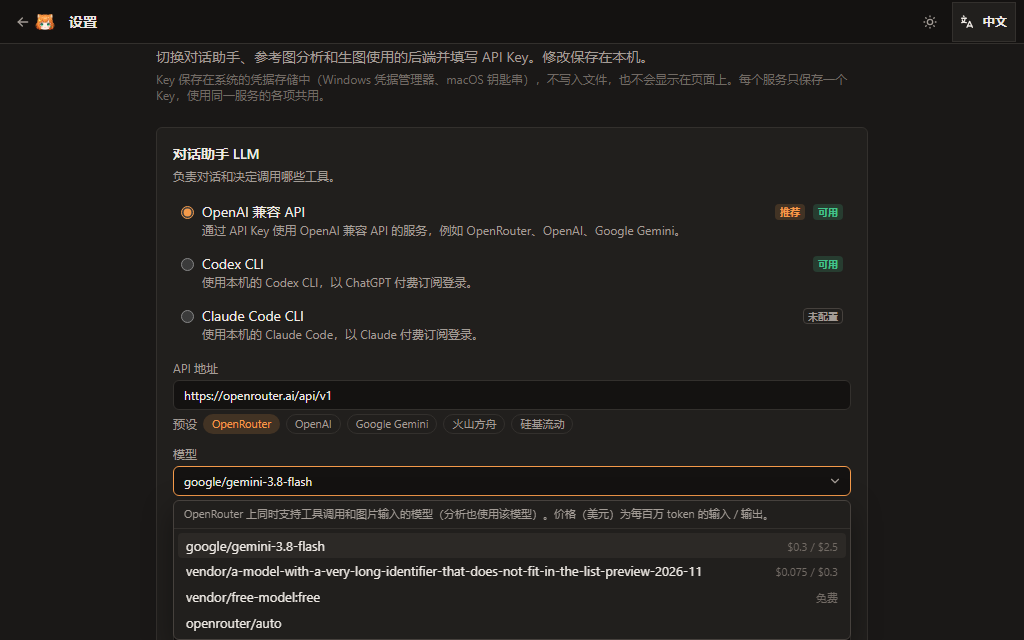 设置
中文
切换对话助手、参考图分析和生图使用的后端并填写 API Key。修改保存在本机。
Key 保存在系统的凭据存储中（Windows 凭据管理器、macOS 钥匙串），不写入文件，也不会显示在页面上。每个服务只保存一个
Key，使用同一服务的各项共用。
对话助手 LLM
负责对话和决定调用哪些工具。
OpenAI 兼容 API 推荐 可用
通过 API Key 使用 OpenAI 兼容 API 的服务，例如 OpenRouter、OpenAI、Google Gemini。
Codex CLI 可用
使用本机的 Codex CLI，以 ChatGPT 付费订阅登录。
Claude Code CLI 未配置
使用本机的 Claude Code，以 Claude 付费订阅登录。
API 地址
https://openrouter.ai/api/v1
预设 OpenRouter OpenAI Google Gemini 火山方舟 硅基流动
模型
google/gemini-3.8-flash
OpenRouter 上同时支持工具调用和图片输入的模型（分析也使用该模型）。价格（美元）为每百万 token 的输入 / 输出。
google/gemini-3.8-flash $0.3 / $2.5
vendor/a-model-with-a-very-long-identifier-that-does-not-fit-in-the-list-preview-2026-11 $0.075 / $0.3
vendor/free-model:free 免费
openrouter/auto